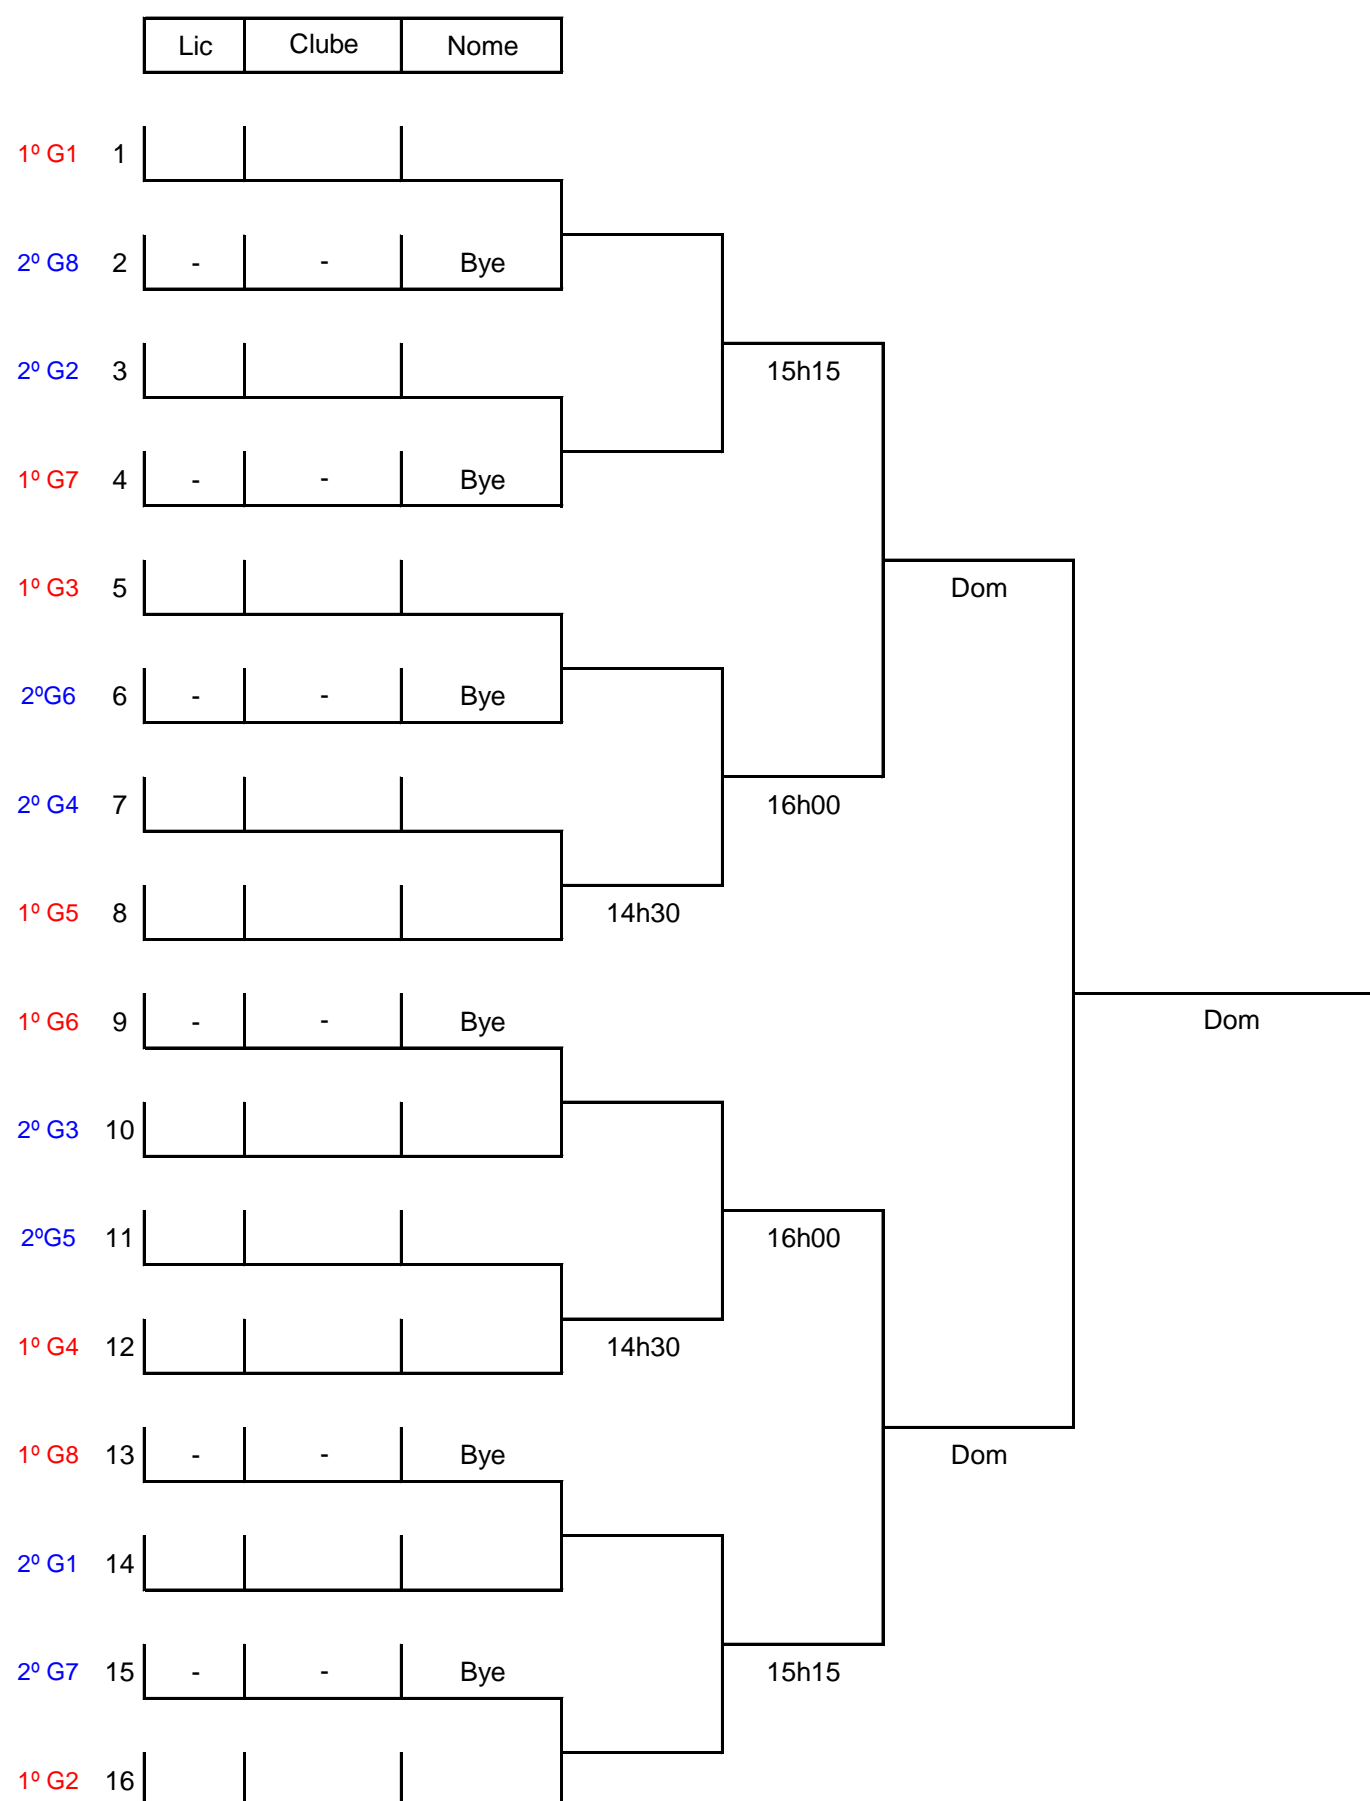 Lic Clube Nome
1º G1 1
2º G8 2 - - Bye
2º G2 3 15h15
1º G7 4 - - Bye
1º G3 5 Dom
2ºG6 6 - - Bye
2º G4 7 16h00
1º G5 8 14h30
1º G6 9 - - Bye Dom
2º G3 10
2ºG5 11 16h00
1º G4 12 14h30
1º G8 13 - - Bye Dom
2º G1 14
2º G7 15 - - Bye 15h15
1º G2 16